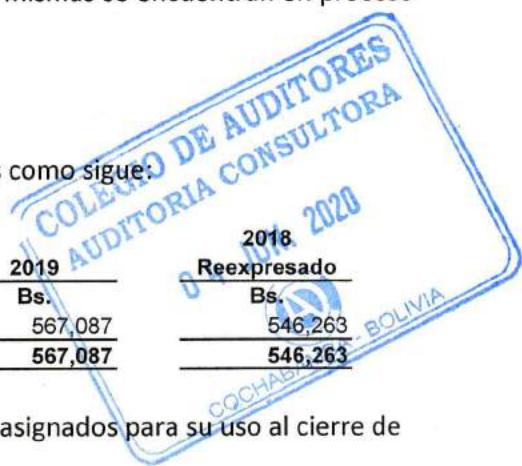 mismas se encuentran en proceso
COLEGIO DE AUDITORES
AUDITORIA CONSULTORA
JUN. 2020
COCHABAMBA - BOLIVIA
s como sigue:
2019
2018
Reexpresado
Bs.
Bs.
567,087
546,263
567,087
546,263
asignados para su uso al cierre de